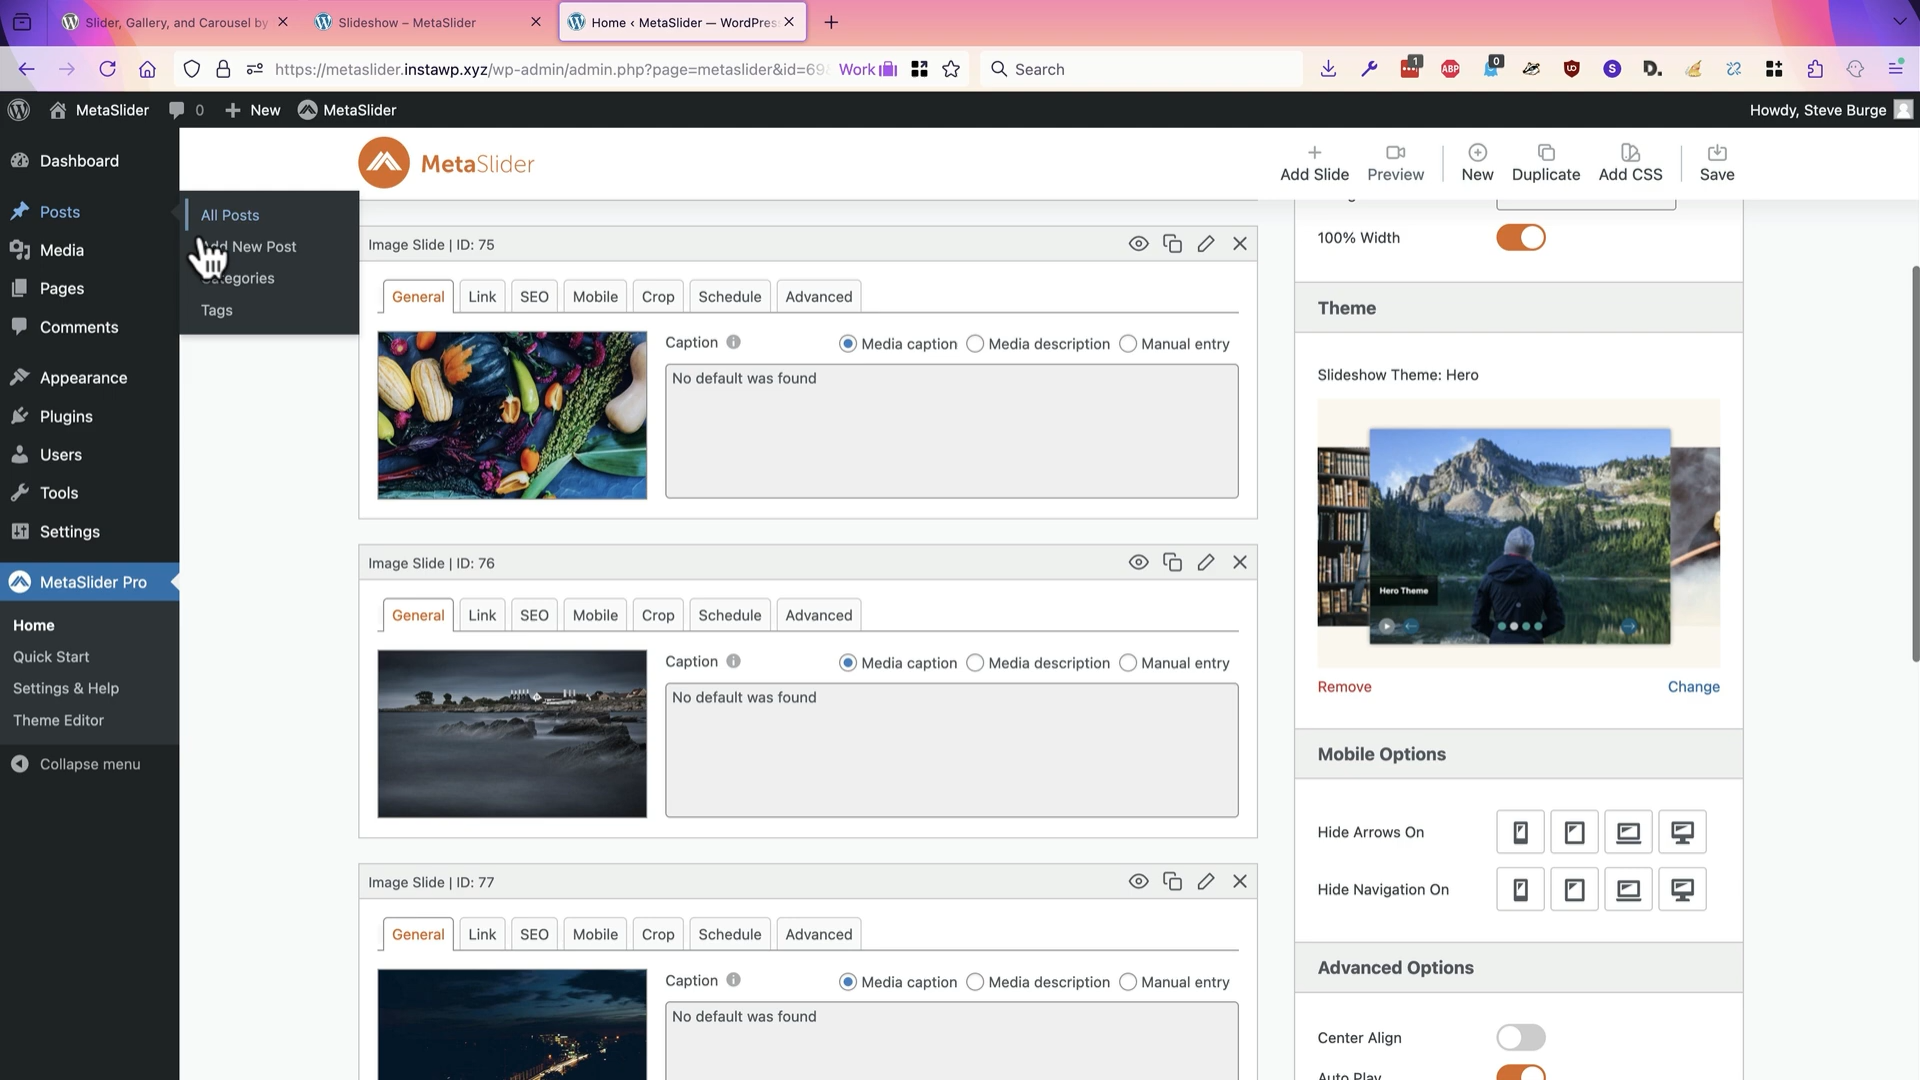 Slider, Gallery, and Carousel by
Slideshow – MetaSlider
Home ‹ MetaSlider — WordPres
https://metaslider.instawp.xyz/wp-admin/admin.php?page=metaslider&id=69
Work
Search
1
ABP
0
S
D.
MetaSlider
0
New
MetaSlider
Howdy, Steve Burge
Dashboard
Posts
Media
Pages
Comments
Appearance
Plugins
Users
Tools
Settings
MetaSlider Pro
Home
Quick Start
Settings & Help
Theme Editor
Collapse menu
All Posts
Add New Post
Categories
Tags
MetaSlider
Add Slide
Preview
New
Duplicate
Add CSS
Save
Image Slide | ID: 75
General
Link
SEO
Mobile
Crop
Schedule
Advanced
Caption
Media caption
Media description
Manual entry
No default was found
Image Slide | ID: 76
General
Link
SEO
Mobile
Crop
Schedule
Advanced
Caption
Media caption
Media description
Manual entry
No default was found
Image Slide | ID: 77
General
Link
SEO
Mobile
Crop
Schedule
Advanced
Caption
Media caption
Media description
Manual entry
No default was found
100% Width
Theme
Slideshow Theme: Hero
Hero Theme
Remove
Change
Mobile Options
Hide Arrows On
Hide Navigation On
Advanced Options
Center Align
Auto Play